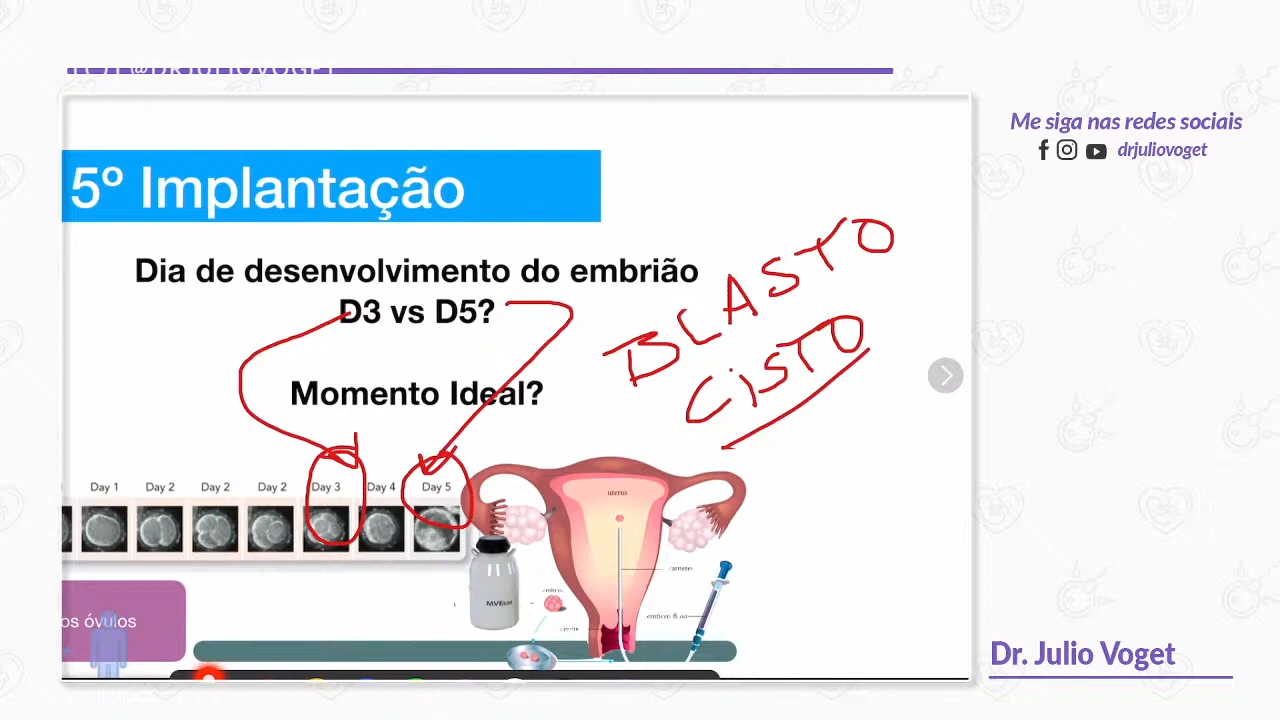 @DRJULIOVOGET
Me siga nas redes sociais
drjuliovoget
5º Implantação
Dia de desenvolvimento do embrião
D3 vs D5?
BLASTO
CISTO
Momento Ideal?
Day 1 Day 2 Day 2 Day 2 Day 3 Day 4 Day 5
uterus
MVE
os óvulos
Dr. Julio Voget